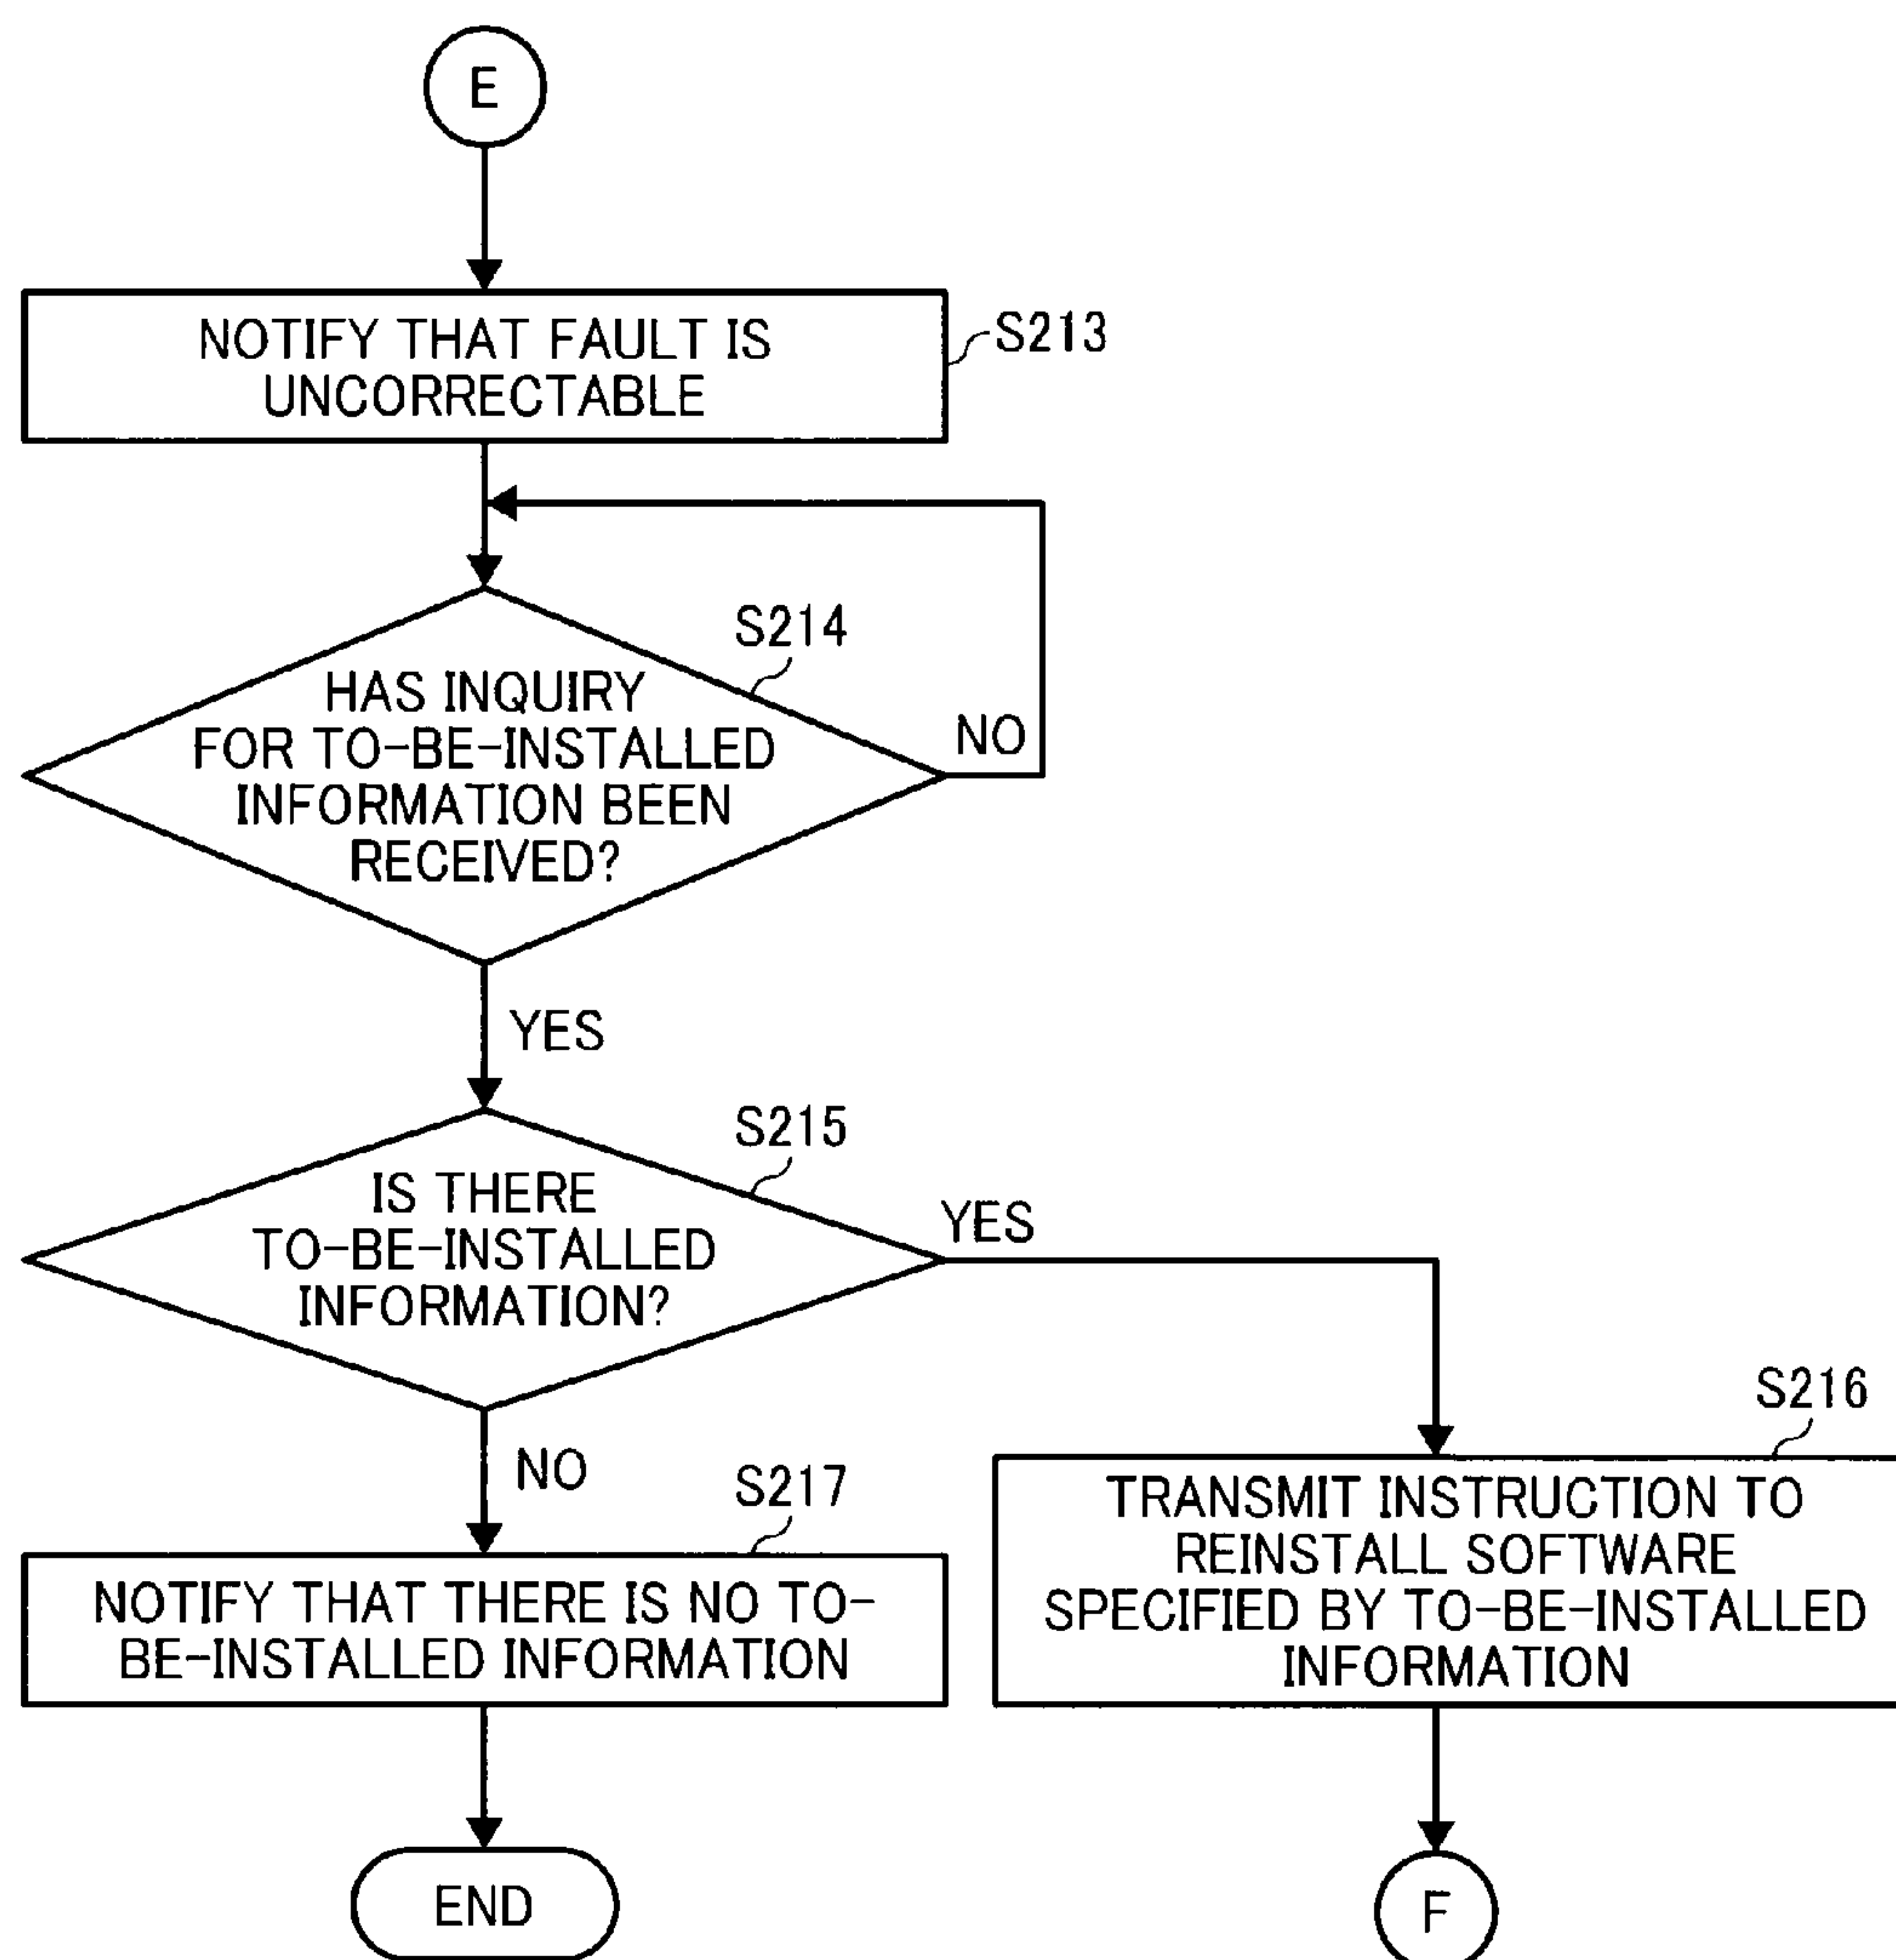 E
NOTIFY THAT FAULT IS
UNCORRECTABLE
S213
S214
HAS INQUIRY
FOR TO-BE-INSTALLED
INFORMATION BEEN
RECEIVED?
NO
YES
S215
IS THERE
TO-BE-INSTALLED
INFORMATION?
YES
NO
S217
NOTIFY THAT THERE IS NO TO-
BE-INSTALLED INFORMATION
S216
TRANSMIT INSTRUCTION TO
REINSTALL SOFTWARE
SPECIFIED BY TO-BE-INSTALLED
INFORMATION
END
F